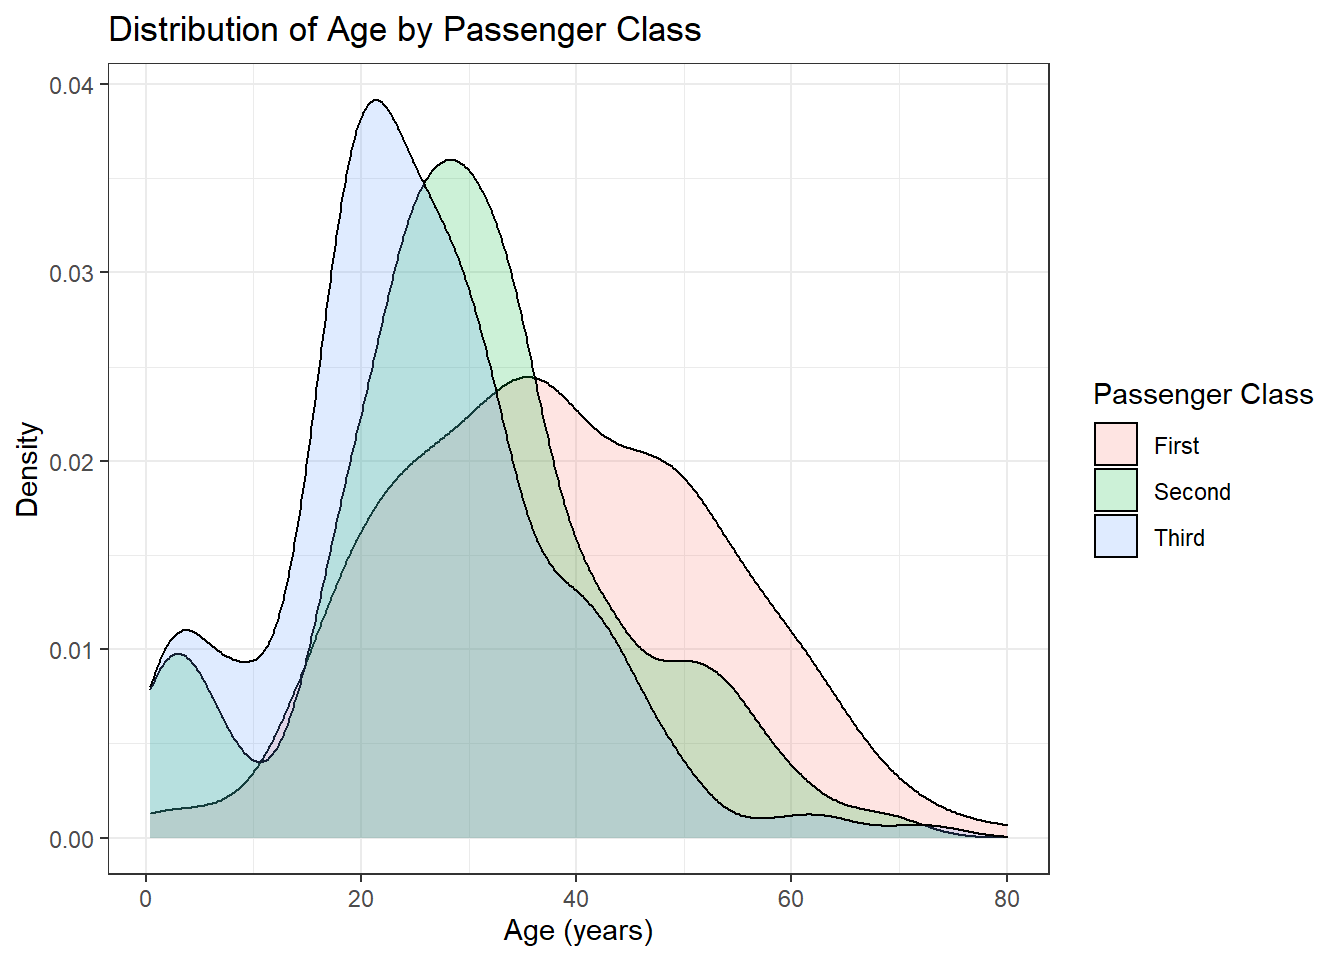 Distribution of Age by Passenger Class
0.04
0.03
0.02
0.01
0.00
Density
0 20 40 60 80
Age (years)
Passenger Class
First
Second
Third